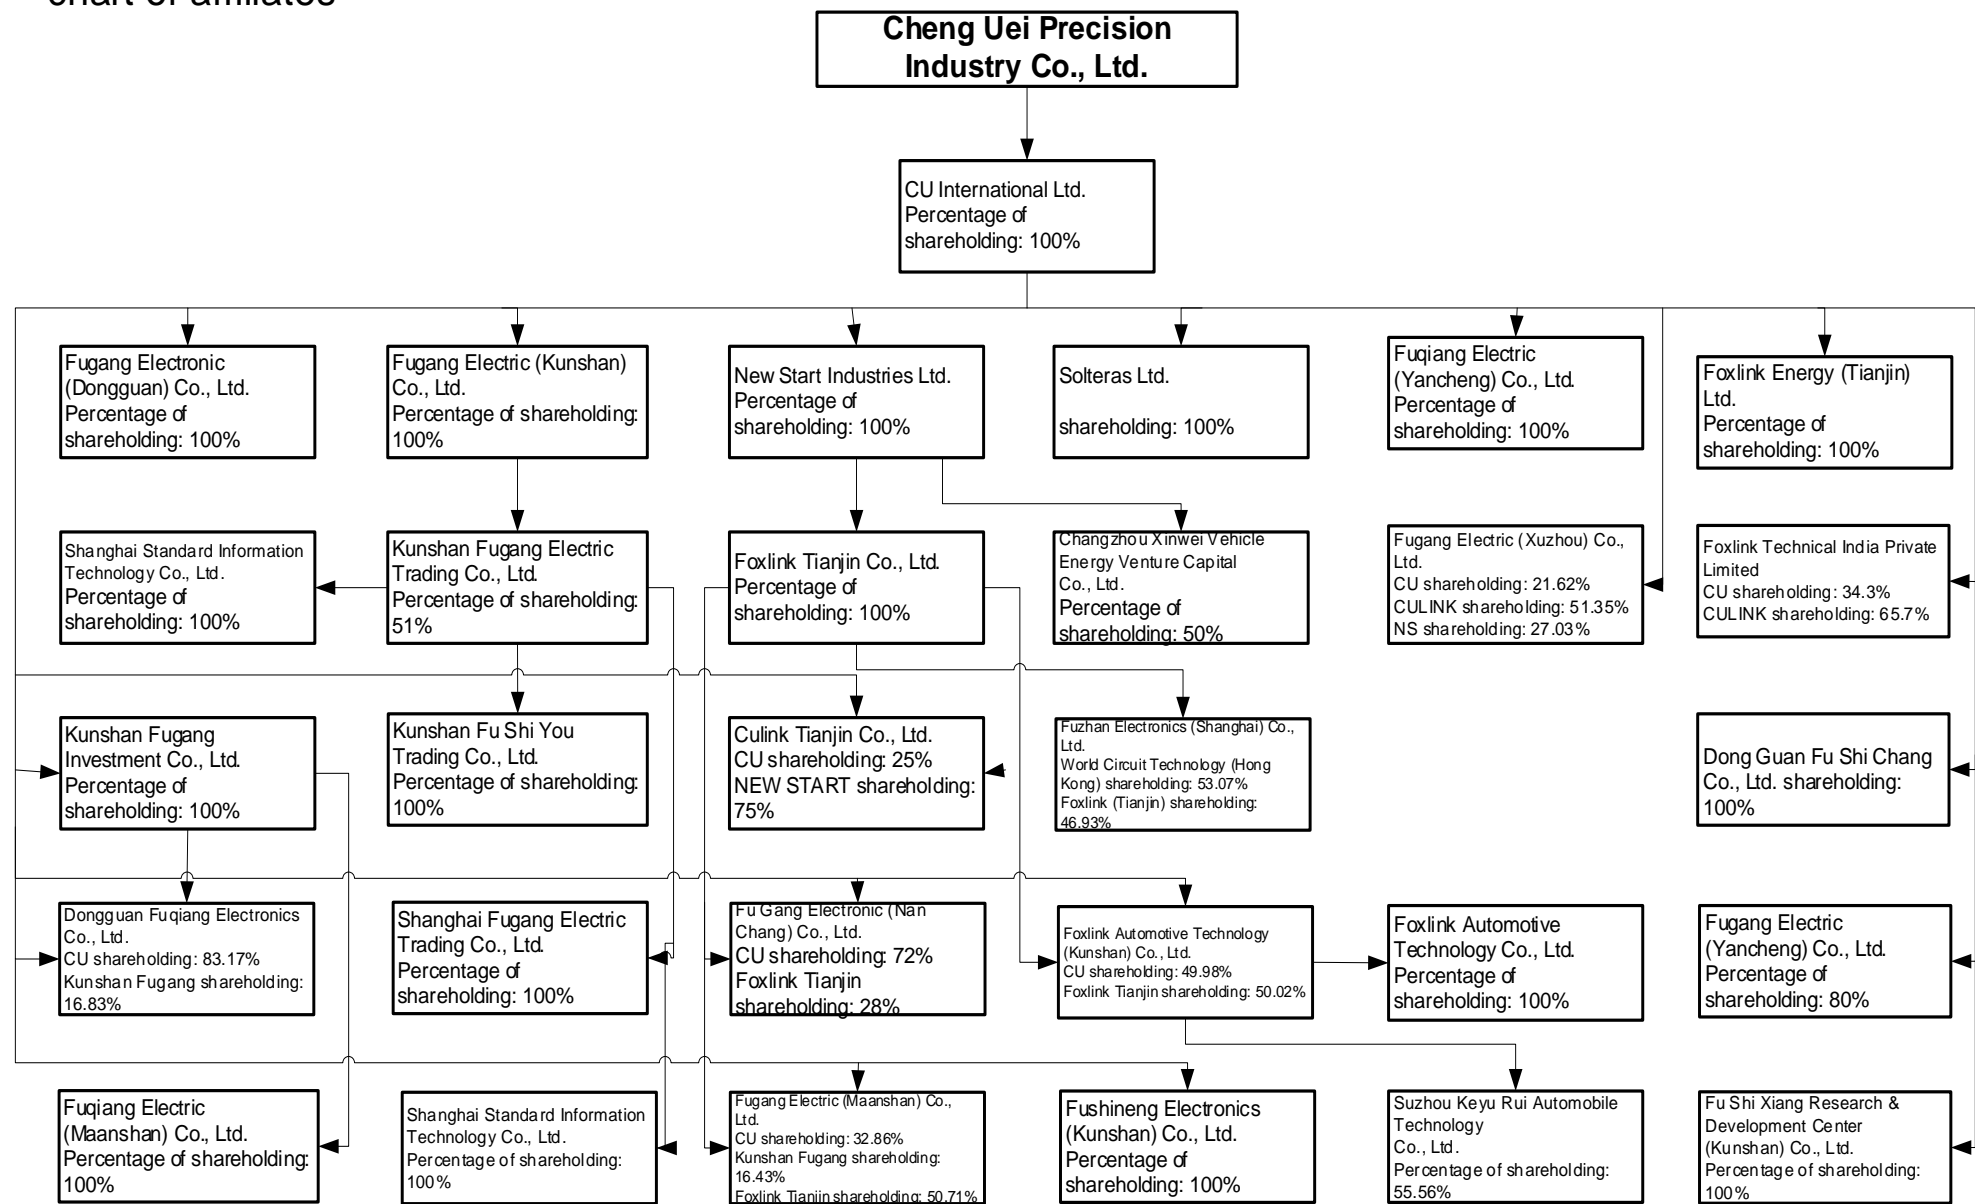 chart of affiliates
Cheng Uei Precision
Industry Co., Ltd.
CU International Ltd.
Percentage of
shareholding: 100%
Fugang Electronic
(Dongguan) Co., Ltd.
Percentage of
shareholding: 100%
Fugang Electric (Kunshan)
Co., Ltd.
Percentage of shareholding:
100%
New Start Industries Ltd.
Percentage of
shareholding: 100%
Solteras Ltd.
shareholding: 100%
Fuqiang Electric
(Yancheng) Co., Ltd.
Percentage of
shareholding: 100%
Foxlink Energy (Tianjin)
Ltd.
Percentage of
shareholding: 100%
Shanghai Standard Information
Technology Co., Ltd.
Percentage of
shareholding: 100%
Kunshan Fugang Electric
Trading Co., Ltd.
Percentage of shareholding:
51%
Foxlink Tianjin Co., Ltd.
Percentage of
shareholding: 100%
Changzhou Xinwei Vehicle
Energy Venture Capital
Co., Ltd.
Percentage of
shareholding: 50%
Fugang Electric (Xuzhou) Co.,
Ltd.
CU shareholding: 21.62%
CULINK shareholding: 51.35%
NS shareholding: 27.03%
Foxlink Technical India Private
Limited
CU shareholding: 34.3%
CULINK shareholding: 65.7%
Kunshan Fugang
Investment Co., Ltd.
Percentage of
shareholding: 100%
Kunshan Fu Shi You
Trading Co., Ltd.
Percentage of shareholding:
100%
Culink Tianjin Co., Ltd.
CU shareholding: 25%
NEW START shareholding:
75%
Fuzhan Electronics (Shanghai) Co.,
Ltd.
World Circuit Technology (Hong
Kong) shareholding: 53.07%
Foxlink (Tianjin) shareholding:
46.93%
Dong Guan Fu Shi Chang
Co., Ltd. shareholding:
100%
Dongguan Fuqiang Electronics
Co., Ltd.
CU shareholding: 83.17%
Kunshan Fugang shareholding:
16.83%
Shanghai Fugang Electric
Trading Co., Ltd.
Percentage of
shareholding: 100%
Fu Gang Electronic (Nan
Chang) Co., Ltd.
CU shareholding: 72%
Foxlink Tianjin
shareholding: 28%
Foxlink Automotive Technology
(Kunshan) Co., Ltd.
CU shareholding: 49.98%
Foxlink Tianjin shareholding: 50.02%
Foxlink Automotive
Technology Co., Ltd.
Percentage of
shareholding: 100%
Fugang Electric
(Yancheng) Co., Ltd.
Percentage of
shareholding: 80%
Fuqiang Electric
(Maanshan) Co., Ltd.
Percentage of shareholding:
100%
Shanghai Standard Information
Technology Co., Ltd.
Percentage of shareholding:
100%
Fugang Electric (Maanshan) Co.,
Ltd.
CU shareholding: 32.86%
Kunshan Fugang shareholding:
16.43%
Foxlink Tianjin shareholding: 50.71%
Fushineng Electronics
(Kunshan) Co., Ltd.
Percentage of
shareholding: 100%
Suzhou Keyu Rui Automobile
Technology
Co., Ltd.
Percentage of shareholding:
55.56%
Fu Shi Xiang Research &
Development Center
(Kunshan) Co., Ltd.
Percentage of shareholding:
100%